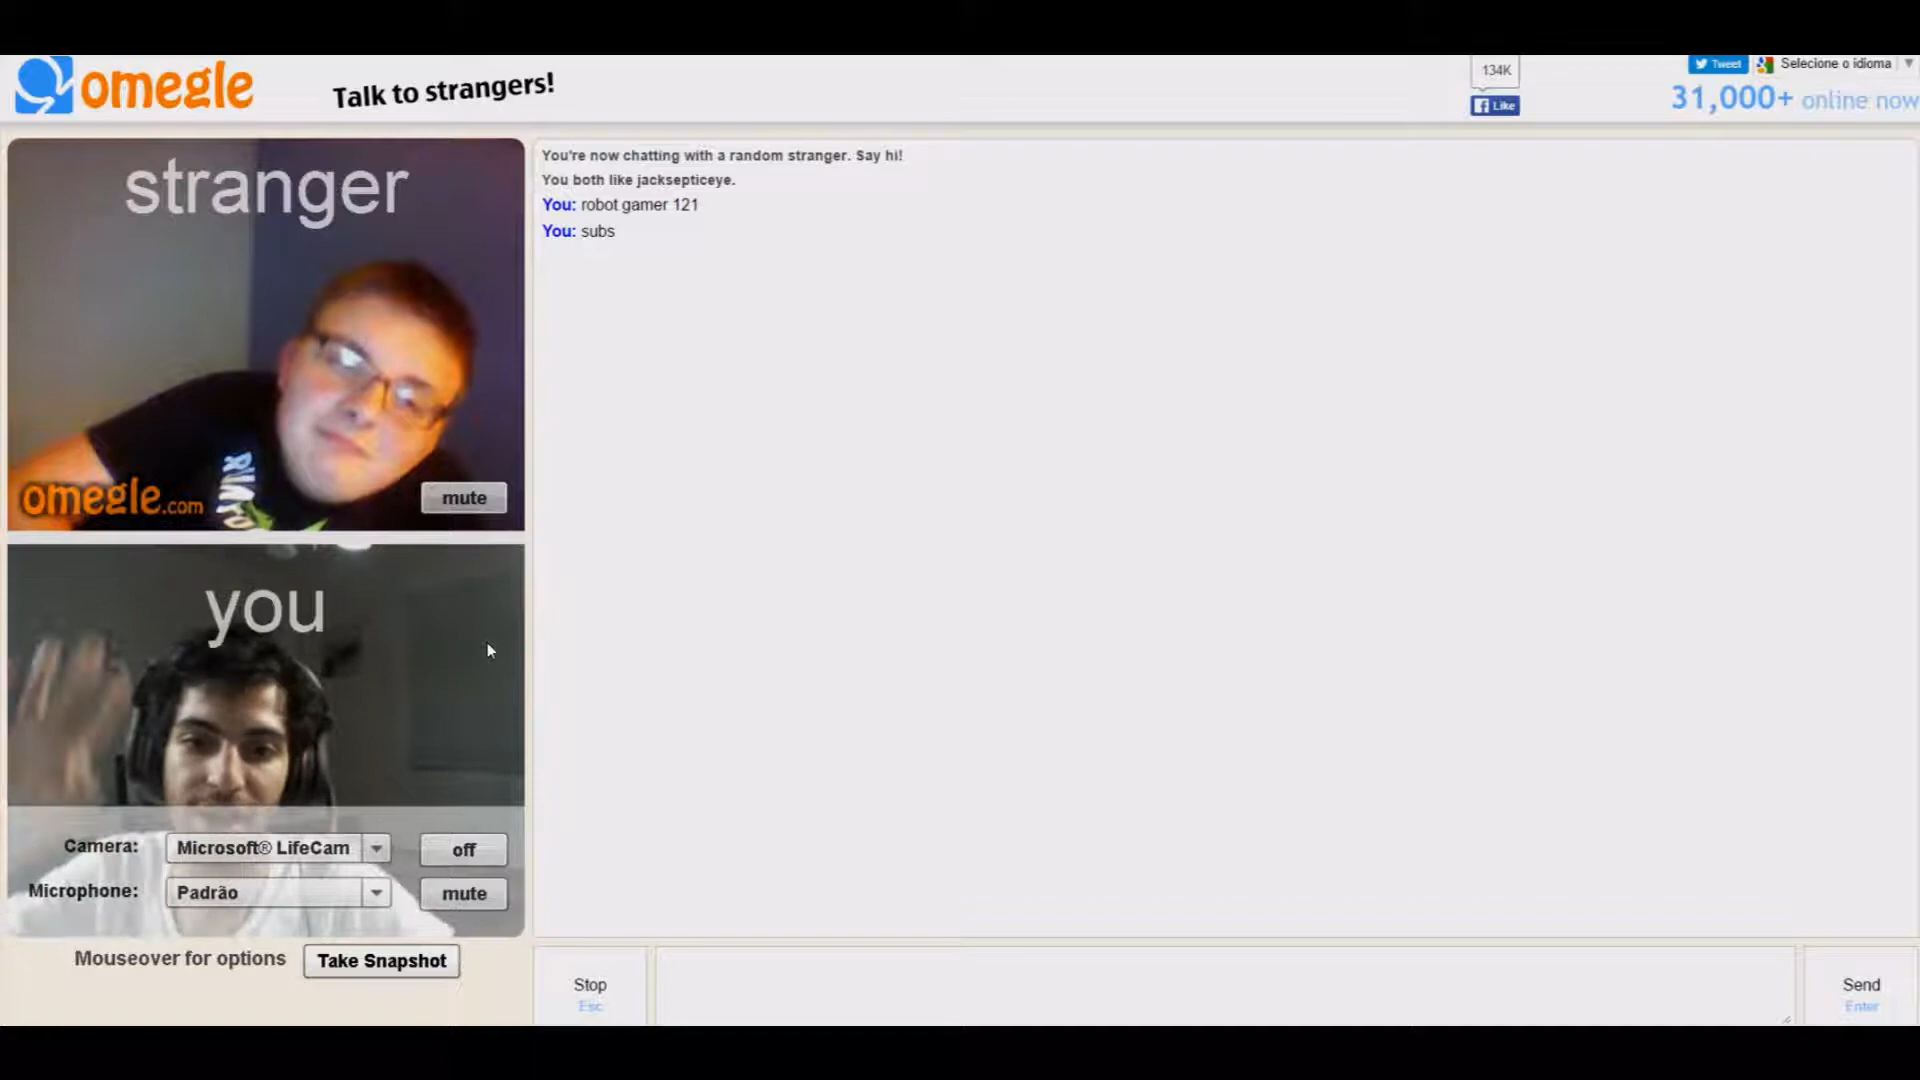 omegle
Talk to strangers!
134K
Like
Tweet
Selecione o idioma
31,000+ online now
stranger
omegle.com
mute
You're now chatting with a random stranger. Say hi!
You both like jacksepticeye.
You: robot gamer 121
You: subs
you
Camera: Microsoft® LifeCam off
Microphone: Padrão mute
Mouseover for options Take Snapshot
Stop
Esc
Send
Enter